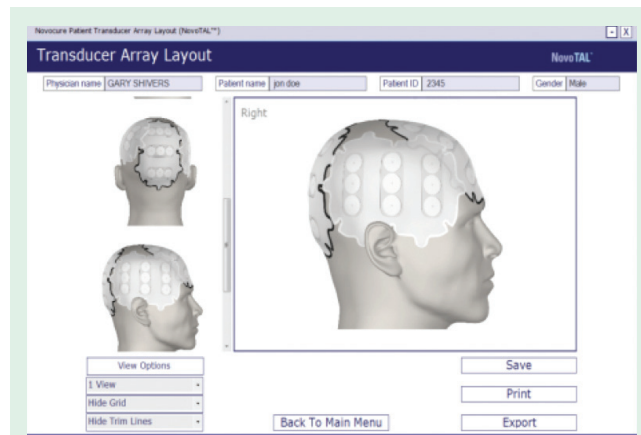 Novocure Patient Transducer Array Layout (NovoTAL™)
- X
Transducer Array Layout
NovoTAL™
Physician name GARY SHIVERS Patient name jon doe Patient ID 2345 Gender Male
Right
View Options
1 View
Hide Grid
Hide Trim Lines
Save
Print
Back To Main Menu
Export